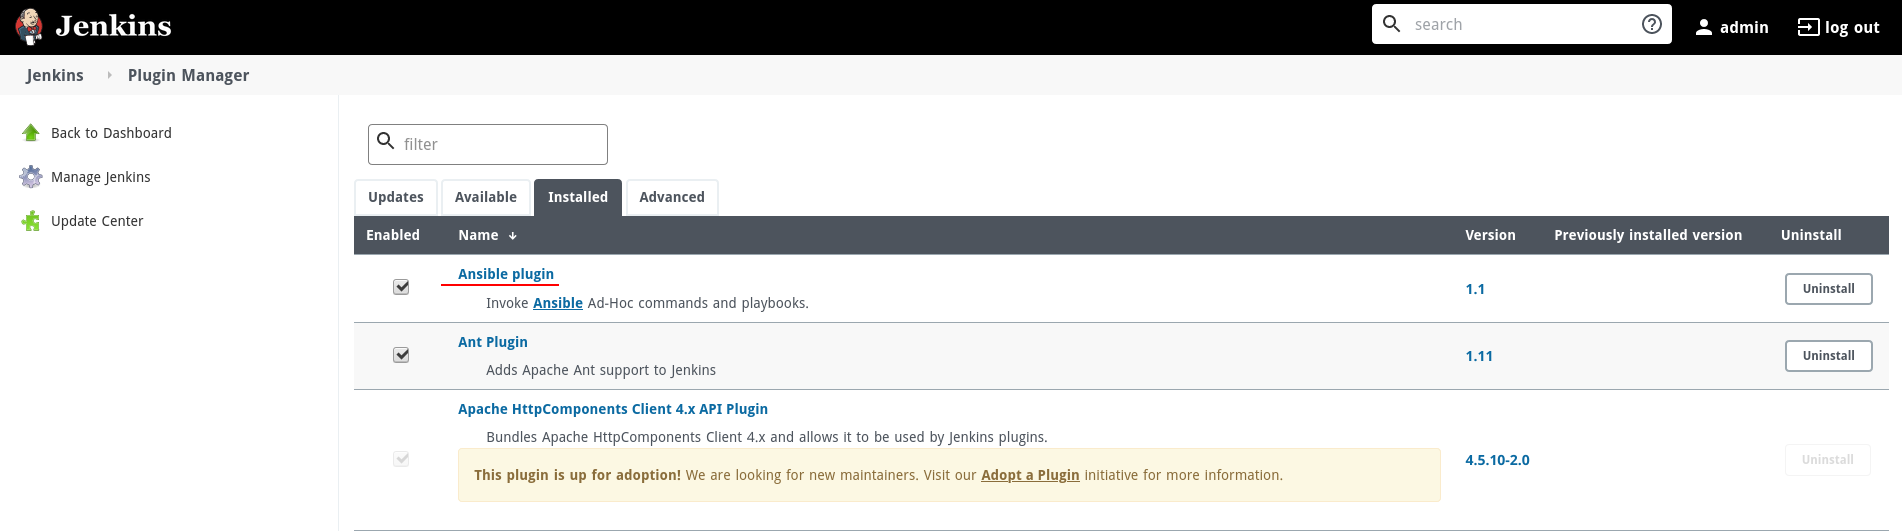 Jenkins
search
admin
log out
Jenkins Plugin Manager
Back to Dashboard
Manage Jenkins
Update Center
filter
Updates Available Installed Advanced
Enabled Name ↓ Version Previously installed version Uninstall
Ansible plugin
Invoke Ansible Ad-Hoc commands and playbooks.
1.1
Uninstall
Ant Plugin
Adds Apache Ant support to Jenkins
1.11
Uninstall
Apache HttpComponents Client 4.x API Plugin
Bundles Apache HttpComponents Client 4.x and allows it to be used by Jenkins plugins.
This plugin is up for adoption! We are looking for new maintainers. Visit our Adopt a Plugin initiative for more information.
4.5.10-2.0
Uninstall